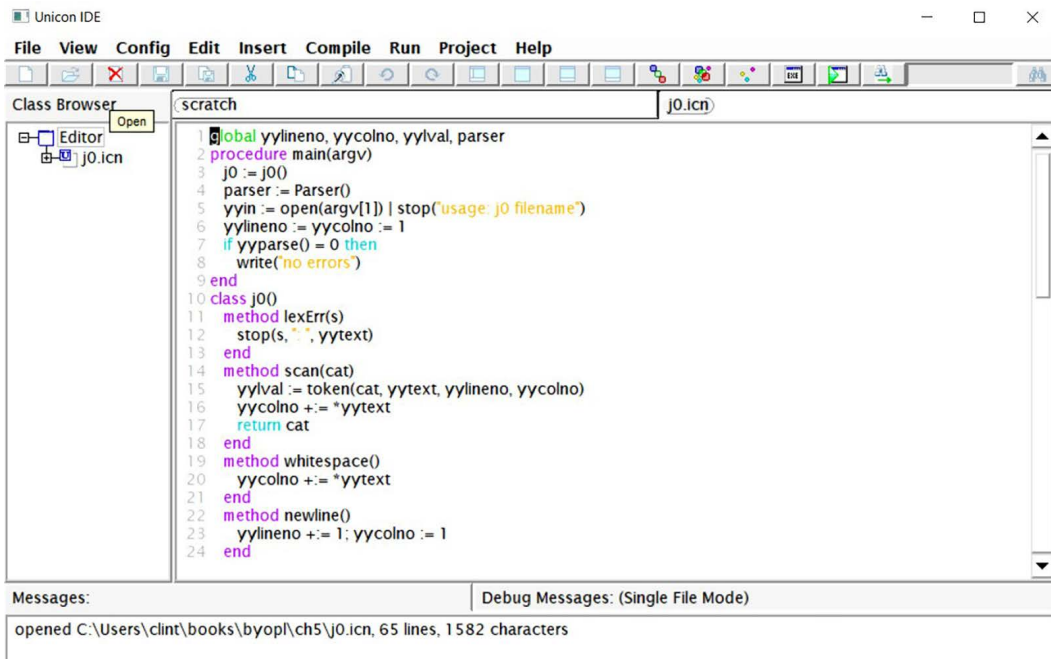 Unicon IDE
File View Config Edit Insert Compile Run Project Help
Class Browser
scratch
j0.icn
Open
Editor
j0.icn
1 global yylineno, yycolno, yylval, parser
2 procedure main(argv)
3 j0 := j0()
4 parser := Parser()
5 yyin := open(argv[1]) | stop("usage: j0 filename")
6 yylineno := yycolno := 1
7 if yyparse() = 0 then
8 write("no errors")
9 end
10 class j0()
11 method lexErr(s)
12 stop(s, ": ", yytext)
13 end
14 method scan(cat)
15 yylval := token(cat, yytext, yylineno, yycolno)
16 yycolno +:= *yytext
17 return cat
18 end
19 method whitespace()
20 yycolno +:= *yytext
21 end
22 method newline()
23 yylineno +:= 1; yycolno := 1
24 end
Messages:
Debug Messages: (Single File Mode)
opened C:\Users\clint\books\byopl\ch5\j0.icn, 65 lines, 1582 characters